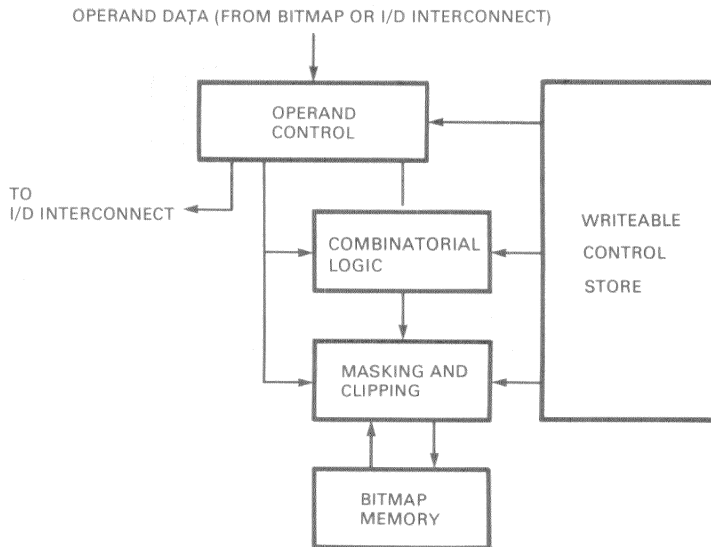 OPERAND DATA (FROM BITMAP OR I/D INTERCONNECT)
OPERAND
CONTROL
TO
I/D INTERCONNECT
COMBINATORIAL
LOGIC
WRITEABLE
CONTROL
STORE
MASKING AND
CLIPPING
BITMAP
MEMORY